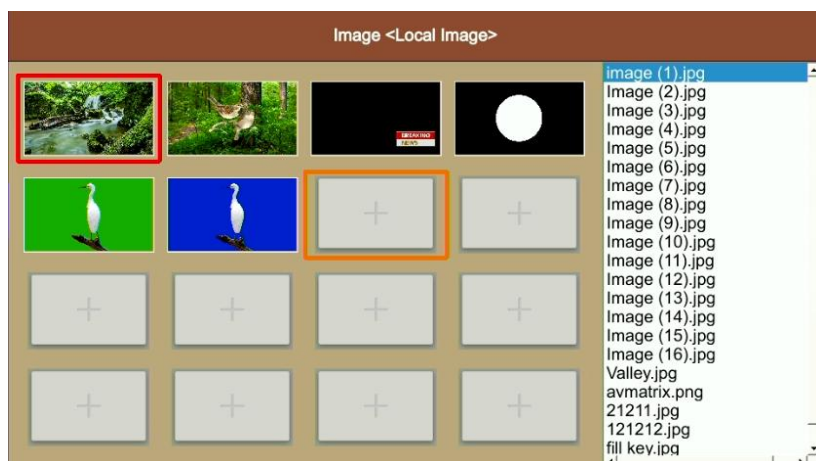 Image <Local Image>
BREAKING
NEWS
image (1).jpg
Image (2).jpg
Image (3).jpg
Image (4).jpg
Image (5).jpg
Image (6).jpg
Image (7).jpg
Image (8).jpg
Image (9).jpg
Image (10).jpg
Image (11).jpg
Image (12).jpg
Image (13).jpg
Image (14).jpg
Image (15).jpg
Image (16).jpg
Valley.jpg
avmatrix.png
21211.jpg
121212.jpg
fill key.jpg